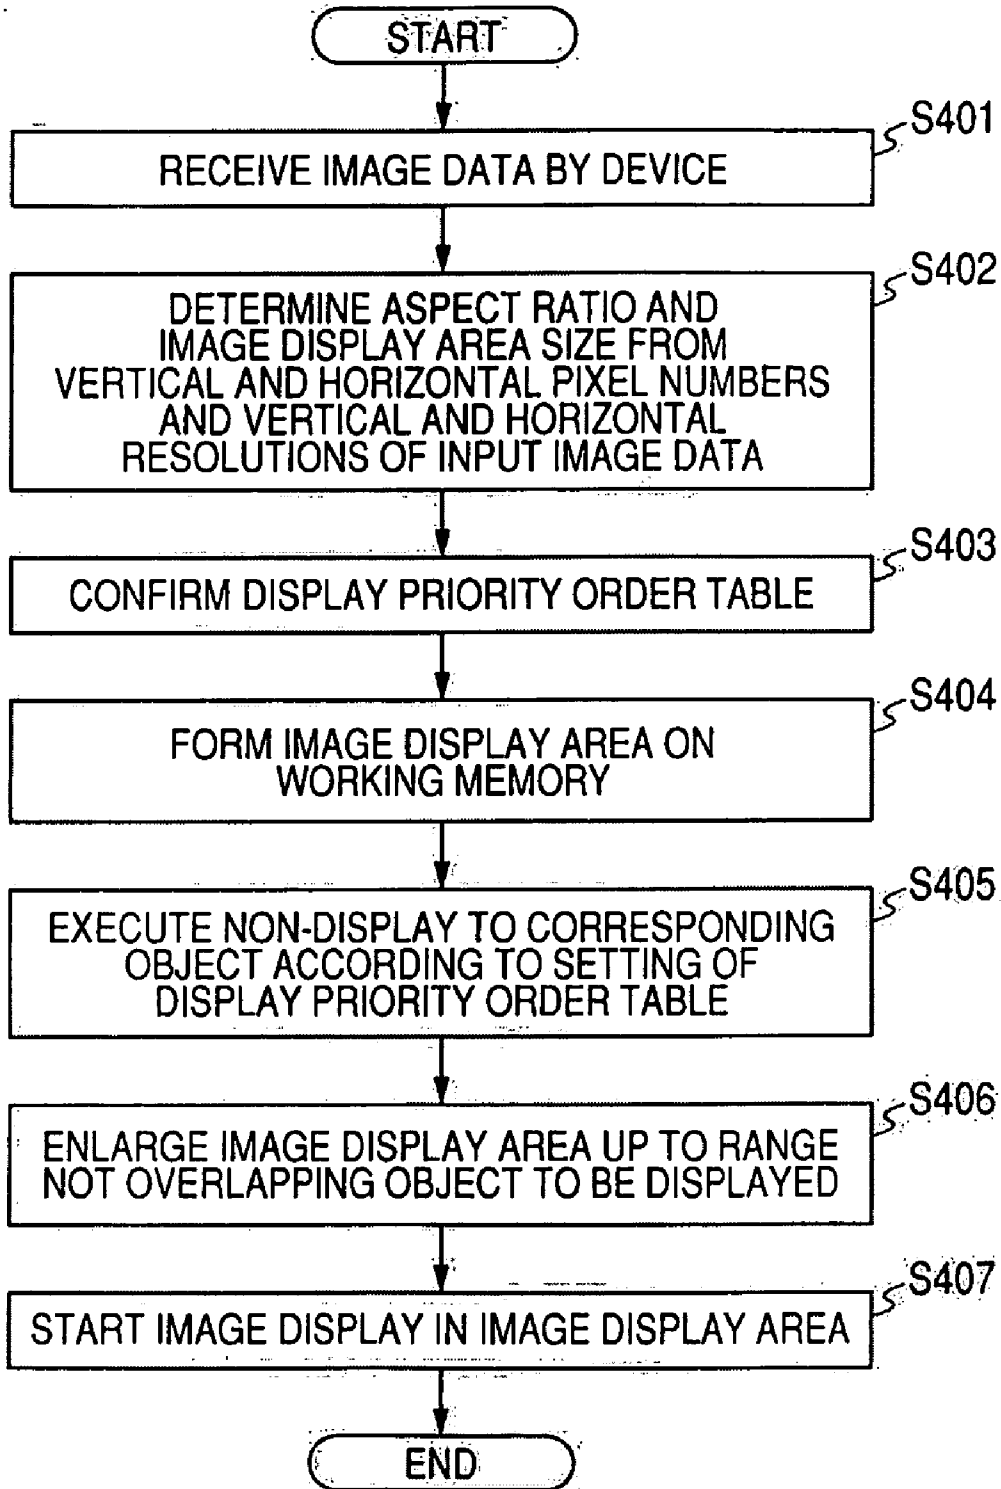 START
S401
RECEIVE IMAGE DATA BY DEVICE
S402
DETERMINE ASPECT RATIO AND
IMAGE DISPLAY AREA SIZE FROM
VERTICAL AND HORIZONTAL PIXEL NUMBERS
AND VERTICAL AND HORIZONTAL
RESOLUTIONS OF INPUT IMAGE DATA
S403
CONFIRM DISPLAY PRIORITY ORDER TABLE
S404
FORM IMAGE DISPLAY AREA ON
WORKING MEMORY
S405
EXECUTE NON-DISPLAY TO CORRESPONDING
OBJECT ACCORDING TO SETTING OF
DISPLAY PRIORITY ORDER TABLE
S406
ENLARGE IMAGE DISPLAY AREA UP TO RANGE
NOT OVERLAPPING OBJECT TO BE DISPLAYED
S407
START IMAGE DISPLAY IN IMAGE DISPLAY AREA
END